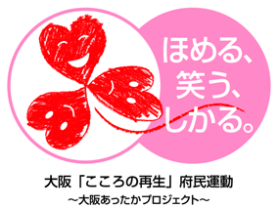 ほめる、
笑う、
しかる。
大阪「こころの再生」府民運動
～大阪あったかプロジェクト～